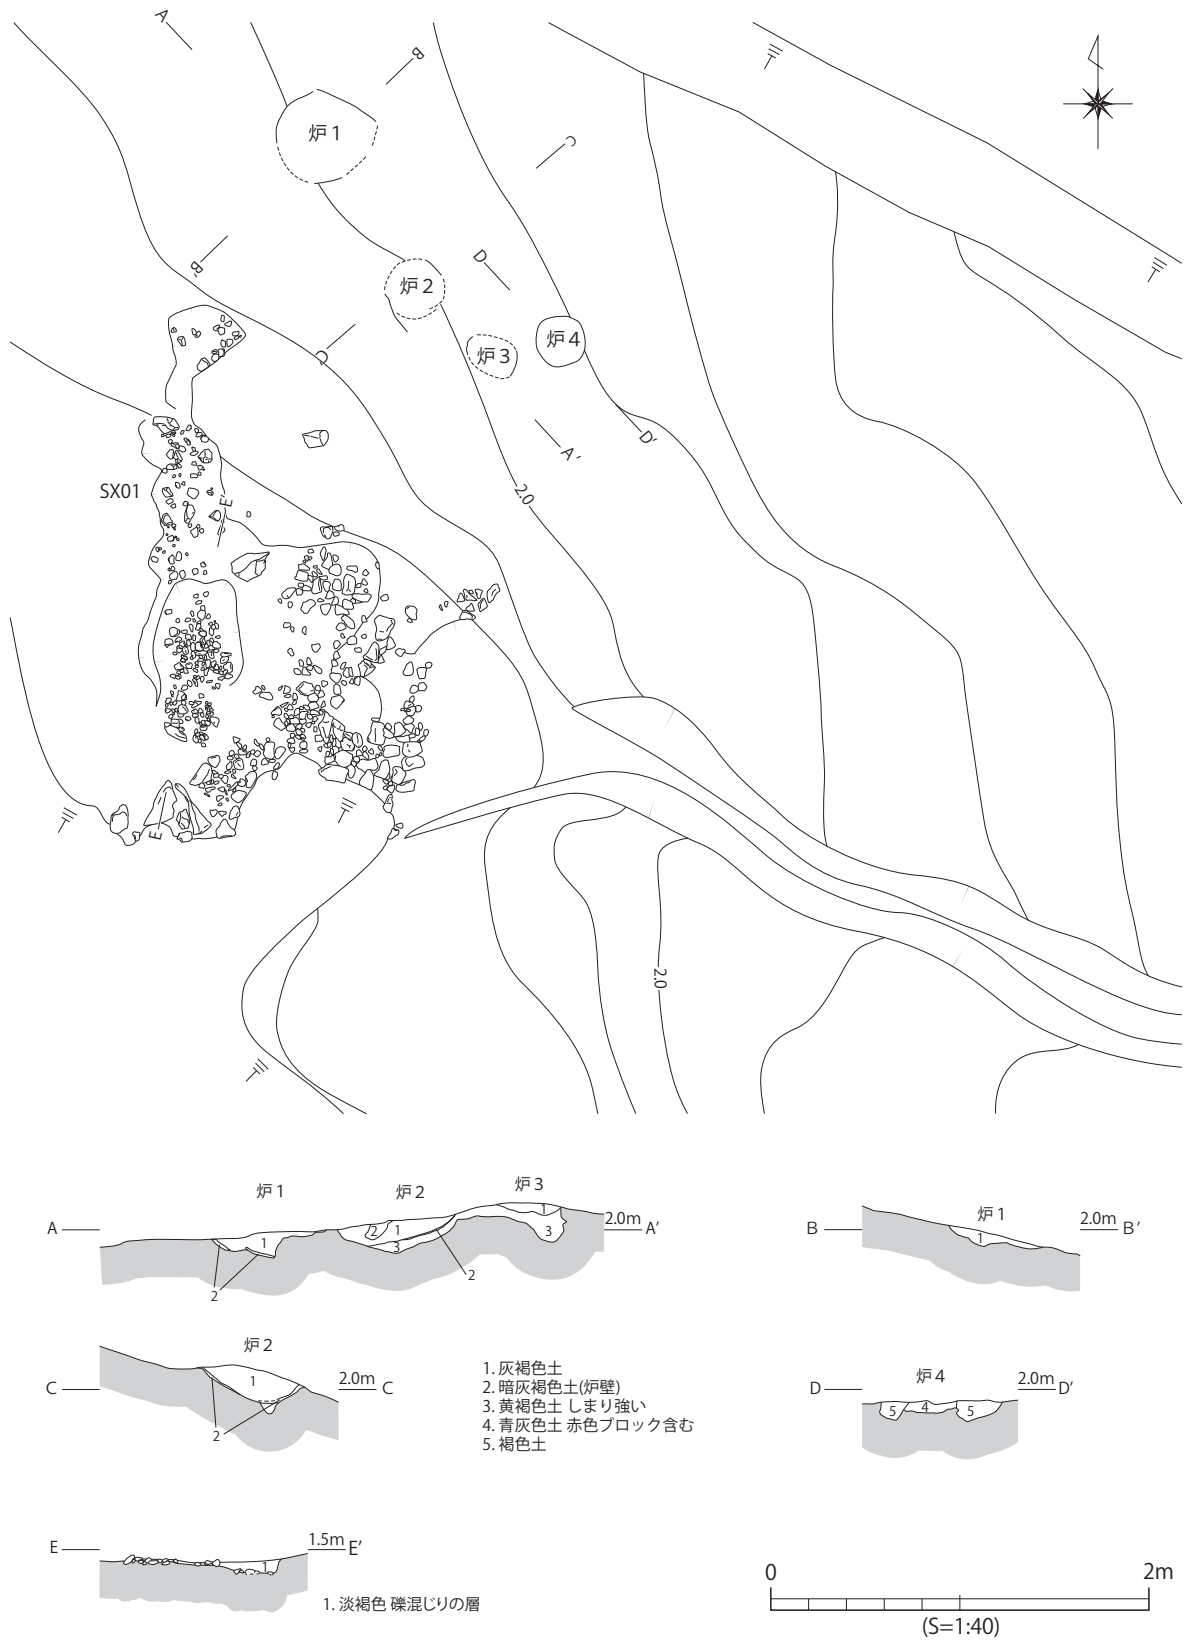 A
B
炉1
C
B'
D
炉2
炉4
炉3
C
D'
A'
2.0
SX01
E'
E
2.0
炉1
炉2
炉3
A
1
2
1
3
1
3
2.0m
A'
2
2
炉1
B
1
2.0m
B'
炉2
C
1
2.0m
C
2
1. 灰褐色土
2. 暗灰褐色土(炉壁)
3. 黄褐色土 しまり強い
4. 青灰色土 赤色ブロック含む
5. 褐色土
炉4
D
5
4
5
2.0m
D'
E
1
1.5m
E'
1. 淡褐色 礫混じりの層
0
2m
(S=1:40)